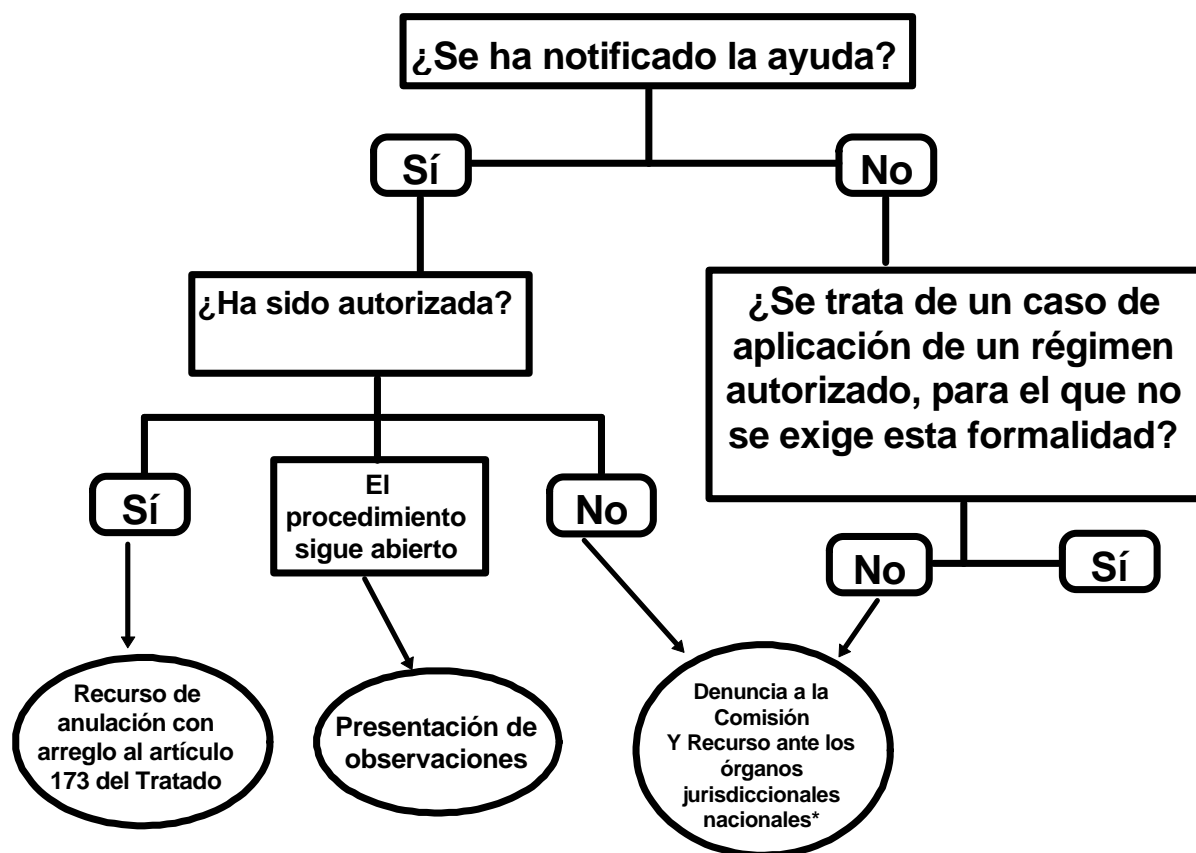 ¿Se ha notificado la ayuda?
Sí
No
¿Ha sido autorizada?
¿Se trata de un caso de
aplicación de un régimen
autorizado, para el que no
se exige esta formalidad?
Sí
El
procedimiento
sigue abierto
No
No
Sí
Recurso de
anulación con
arreglo al artículo
173 del Tratado
Presentación de
observaciones
Denuncia a la
Comisión
Y Recurso ante los
órganos
jurisdiccionales
nacionales*